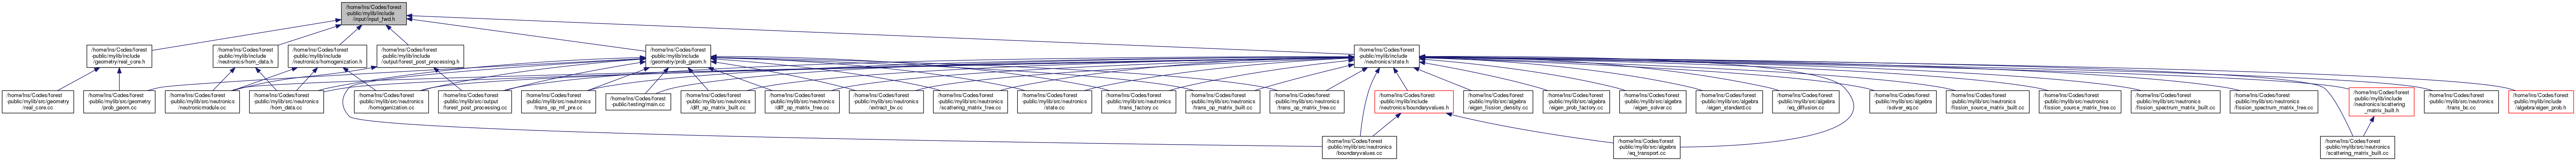 /home/lns/Codes/forest
-public/mylib/include
/input/input_fwd.h
/home/lns/Codes/forest
-public/mylib/include
/geometry/real_core.h
/home/lns/Codes/forest
-public/mylib/include
/neutronics/hom_data.h
/home/lns/Codes/forest
-public/mylib/include
/neutronics/homogenization.h
/home/lns/Codes/forest
-public/mylib/include
/output/forest_post_processing.h
/home/lns/Codes/forest
-public/mylib/include
/geometry/prob_geom.h
/home/lns/Codes/forest
-public/mylib/include
/neutronics/state.h
/home/lns/Codes/forest
-public/mylib/src/geometry
/real_core.cc
/home/lns/Codes/forest
-public/mylib/src/geometry
/prob_geom.cc
/home/lns/Codes/forest
-public/mylib/src/neutronics
/neutronicmodule.cc
/home/lns/Codes/forest
-public/mylib/src/neutronics
/hom_data.cc
/home/lns/Codes/forest
-public/mylib/src/neutronics
/homogenization.cc
/home/lns/Codes/forest
-public/mylib/src/output
/forest_post_processing.cc
/home/lns/Codes/forest
-public/mylib/src/neutronics
/trans_op_mf_pre.cc
/home/lns/Codes/forest
-public/testing/main.cc
/home/lns/Codes/forest
-public/mylib/src/neutronics
/diff_op_matrix_built.cc
/home/lns/Codes/forest
-public/mylib/src/neutronics
/diff_op_matrix_free.cc
/home/lns/Codes/forest
-public/mylib/src/neutronics
/extract_bv.cc
/home/lns/Codes/forest
-public/mylib/src/neutronics
/scattering_matrix_free.cc
/home/lns/Codes/forest
-public/mylib/src/neutronics
/state.cc
/home/lns/Codes/forest
-public/mylib/src/neutronics
/trans_factory.cc
/home/lns/Codes/forest
-public/mylib/src/neutronics
/trans_op_matrix_built.cc
/home/lns/Codes/forest
-public/mylib/src/neutronics
/trans_op_matrix_free.cc
/home/lns/Codes/forest
-public/mylib/include
/neutronics/boundaryvalues.h
/home/lns/Codes/forest
-public/mylib/src/algebra
/eigen_fission_density.cc
/home/lns/Codes/forest
-public/mylib/src/algebra
/eigen_prob_factory.cc
/home/lns/Codes/forest
-public/mylib/src/algebra
/eigen_solver.cc
/home/lns/Codes/forest
-public/mylib/src/algebra
/eigen_standard.cc
/home/lns/Codes/forest
-public/mylib/src/algebra
/eq_diffusion.cc
/home/lns/Codes/forest
-public/mylib/src/algebra
/solver_eq.cc
/home/lns/Codes/forest
-public/mylib/src/neutronics
/fission_source_matrix_built.cc
/home/lns/Codes/forest
-public/mylib/src/neutronics
/fission_source_matrix_free.cc
/home/lns/Codes/forest
-public/mylib/src/neutronics
/fission_spectrum_matrix_built.cc
/home/lns/Codes/forest
-public/mylib/src/neutronics
/fission_spectrum_matrix_free.cc
/home/lns/Codes/forest
-public/mylib/include
/neutronics/scattering
_matrix_built.h
/home/lns/Codes/forest
-public/mylib/src/neutronics
/trans_bc.cc
/home/lns/Codes/forest
-public/mylib/include
/algebra/eigen_prob.h
/home/lns/Codes/forest
-public/mylib/src/neutronics
/boundaryvalues.cc
/home/lns/Codes/forest
-public/mylib/src/algebra
/eq_transport.cc
/home/lns/Codes/forest
-public/mylib/src/neutronics
/scattering_matrix_built.cc